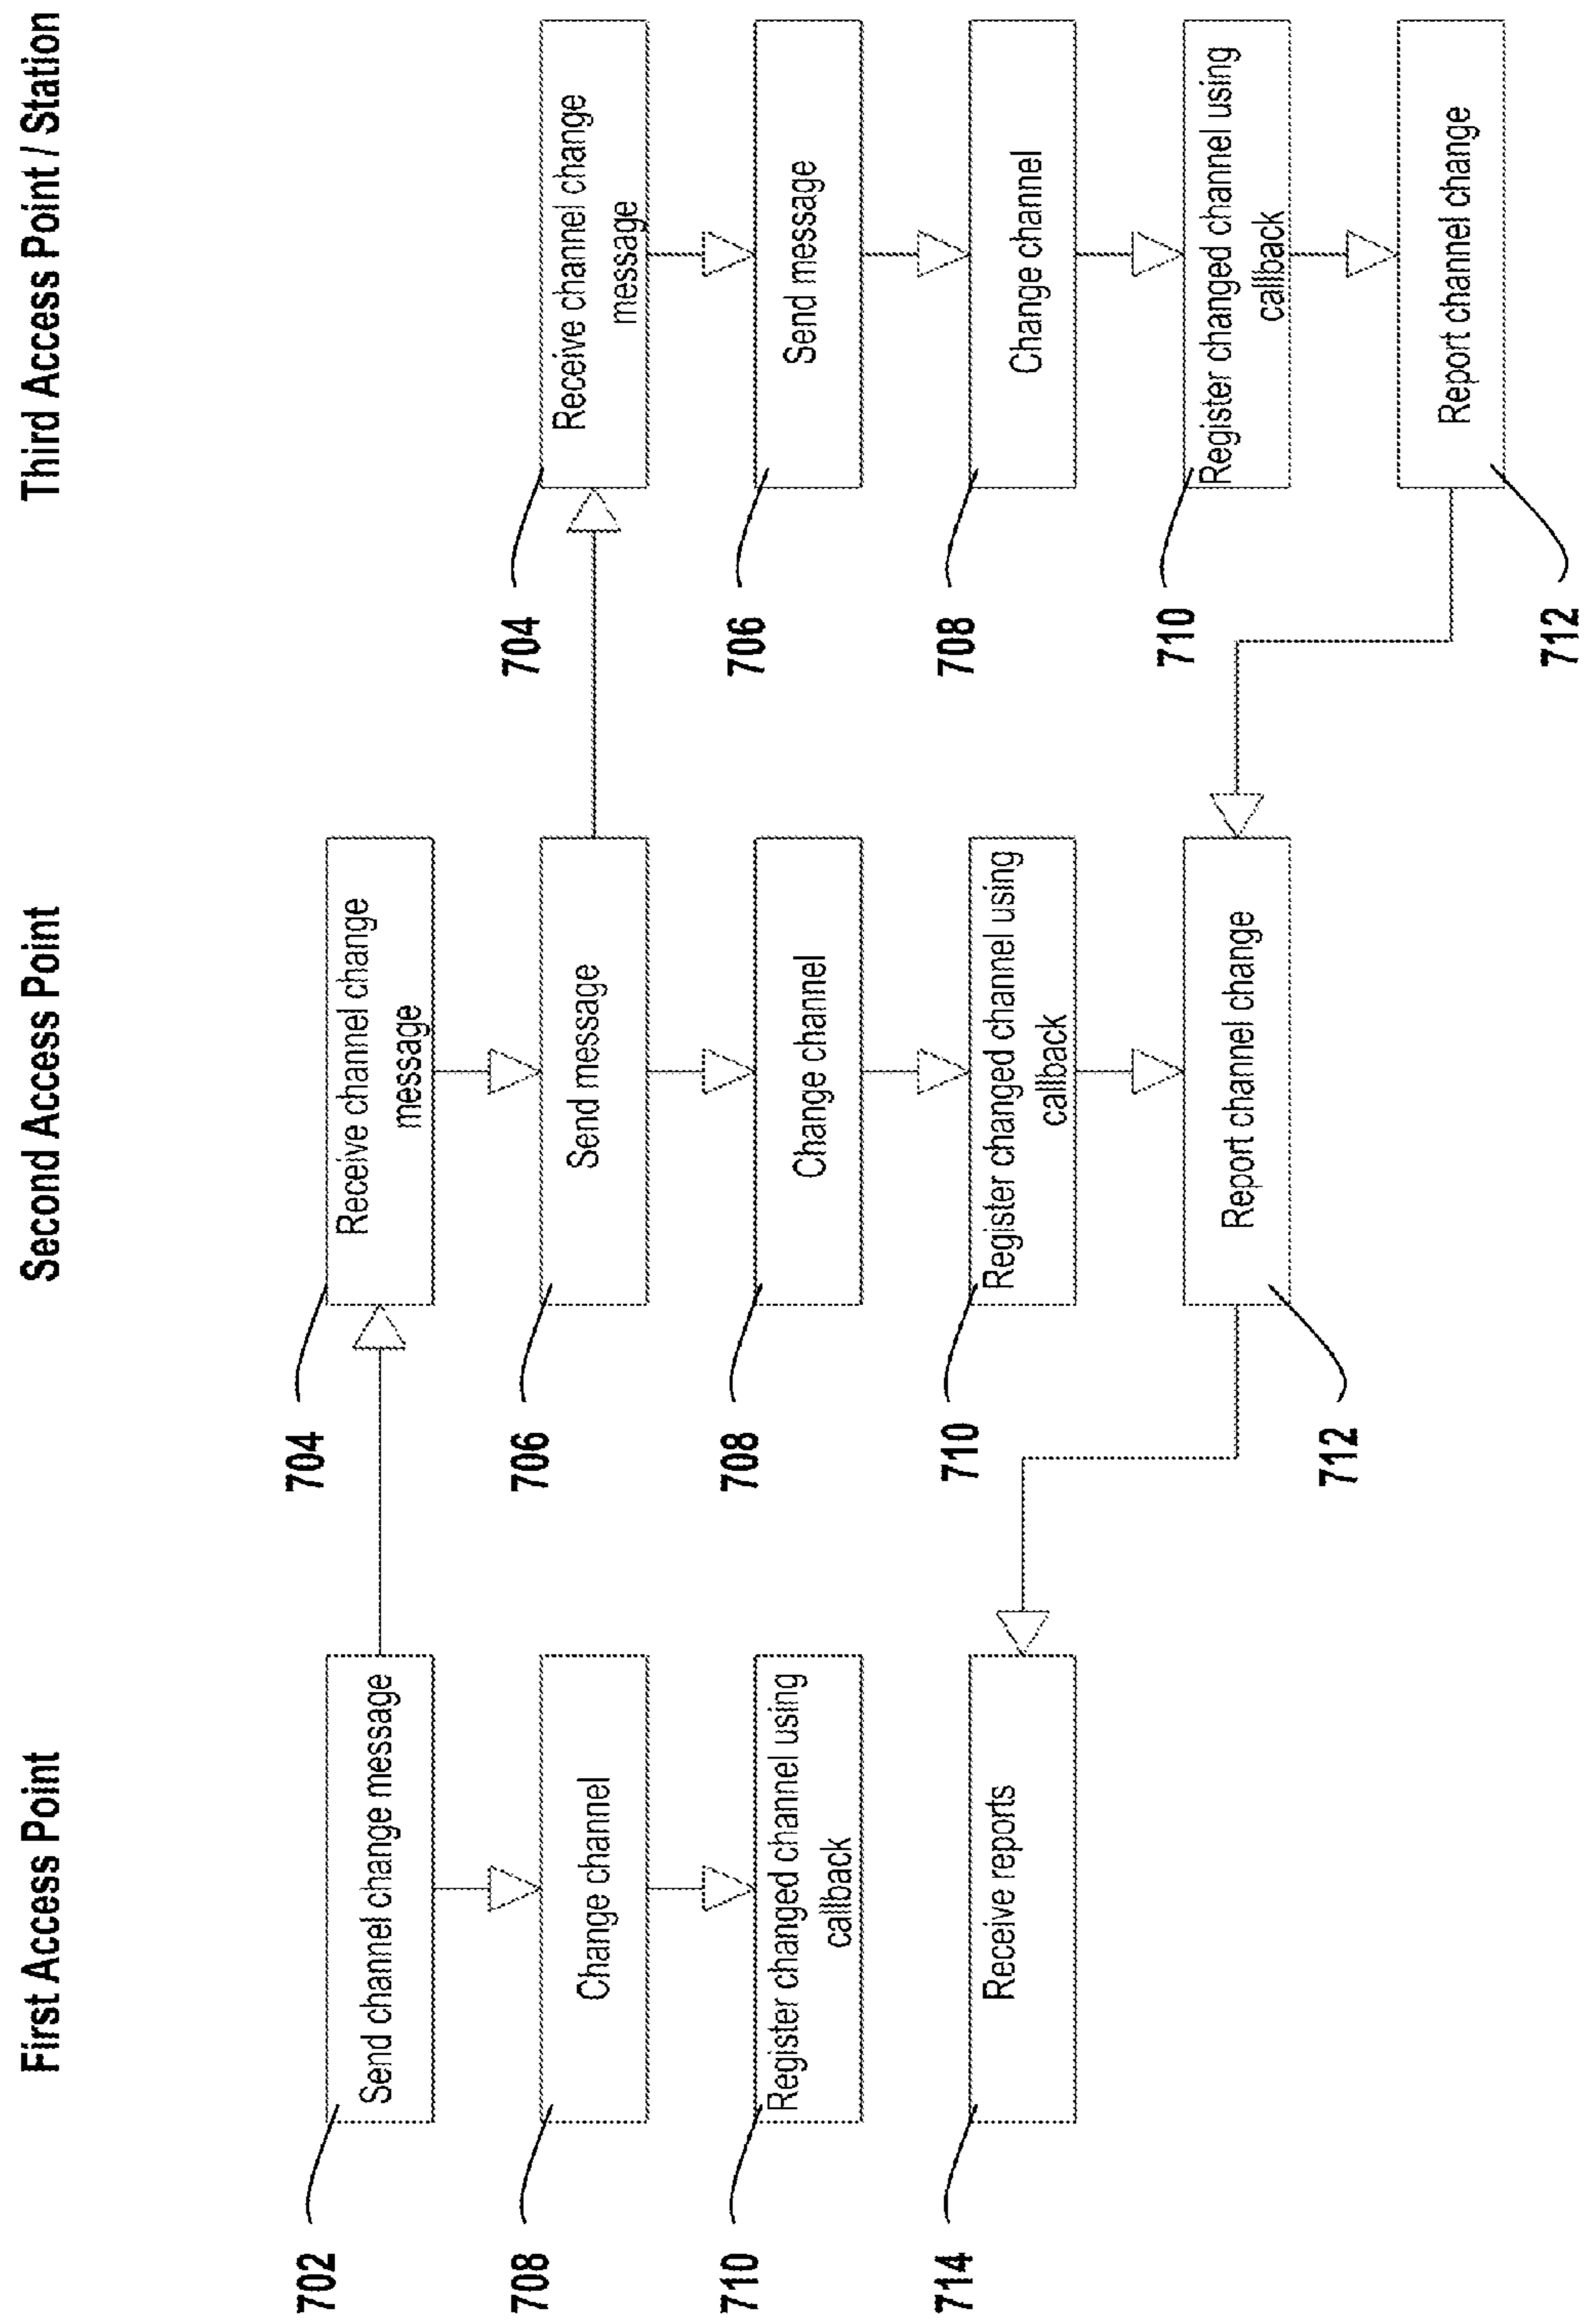 First Access Point
Second Access Point
Third Access Point / Station
702
Send channel change message
708
Change channel
710
Register changed channel using
callback
714
Receive reports
704
Receive channel change
message
706
Send message
708
Change channel
710
Register changed channel using
callback
712
Report channel change
704
Receive channel change
message
706
Send message
708
Change channel
710
Register changed channel using
callback
712
Report channel change